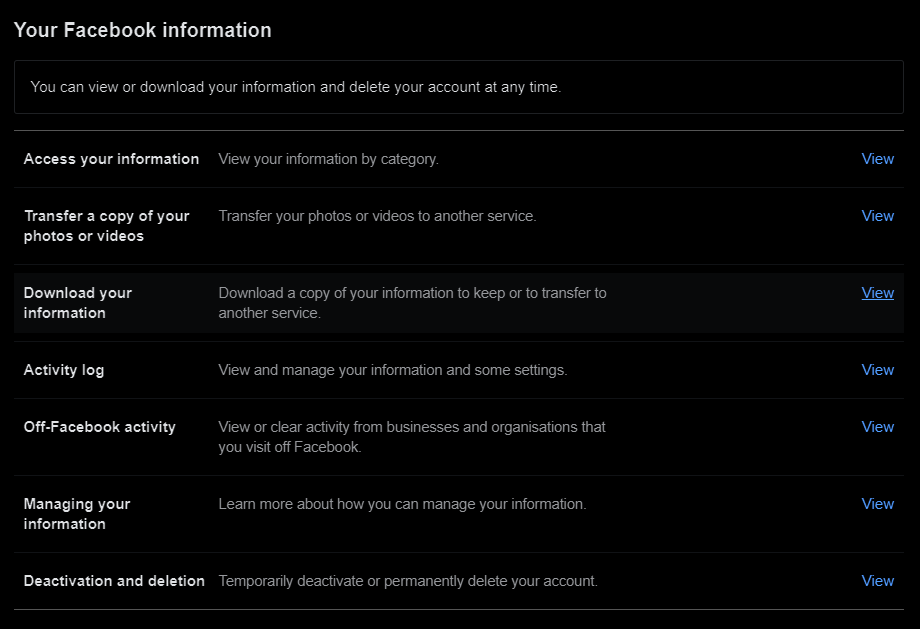 Your Facebook information
You can view or download your information and delete your account at any time.
Access your information View your information by category. View
Transfer a copy of your Transfer your photos or videos to another service. View
photos or videos
Download your Download a copy of your information to keep or to transfer to View
information another service.
Activity log View and manage your information and some settings. View
Off-Facebook activity View or clear activity from businesses and organisations that View
you visit off Facebook.
Managing your Learn more about how you can manage your information. View
information
Deactivation and deletion Temporarily deactivate or permanently delete your account. View